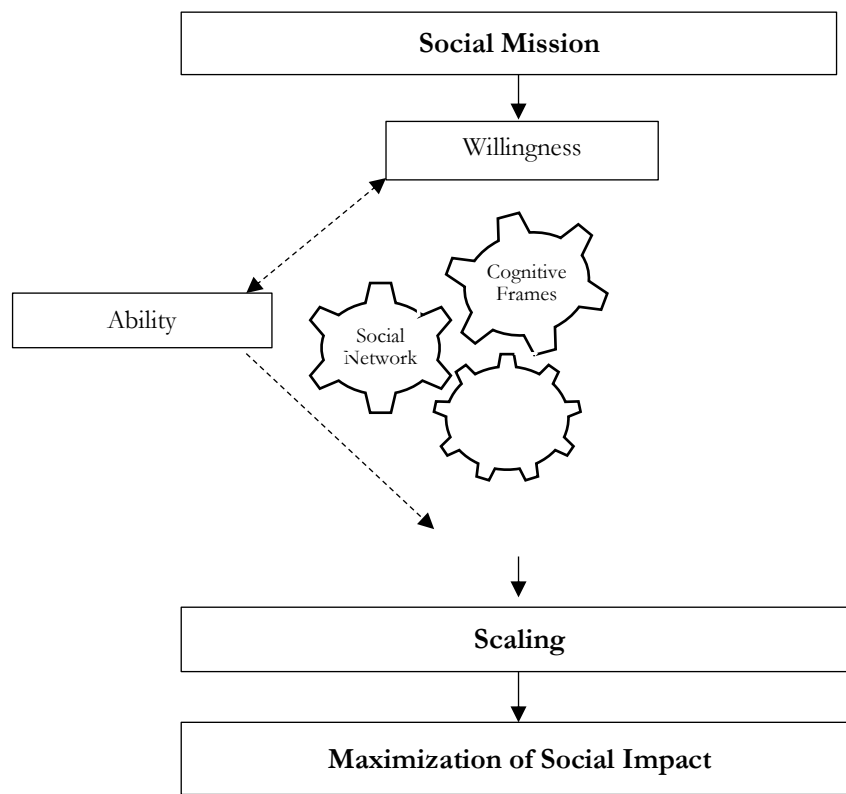 Social Mission
Willingness
Cognitive
Frames
Ability
Social
Network
Scaling
Maximization of Social Impact